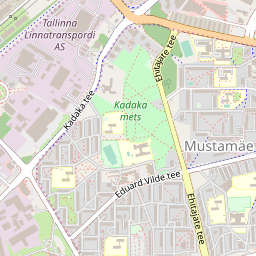 Tallinna
Linnatranspordi
AS
Ehitajate tee
Kadaka tee
Kadaka
mets
Mustamäe
Eduard Vilde tee
Ehitajate tee